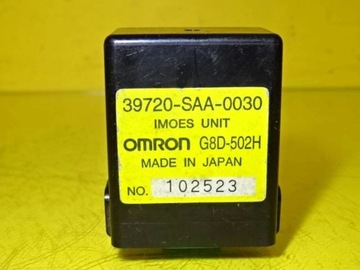 39720-SAA-0030
IMOES UNIT
OMRON G8D-502H
MADE IN JAPAN
NO. 102523